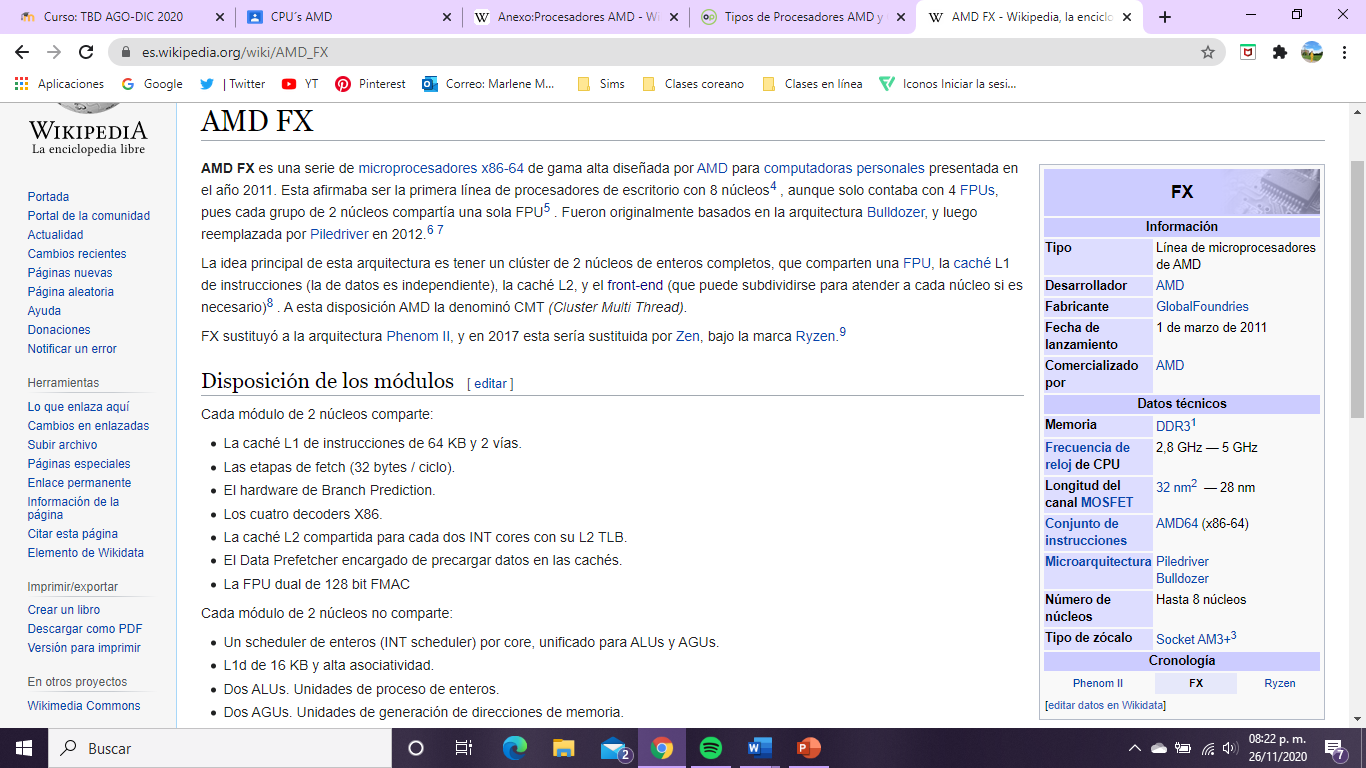 Curso: TBD AGO-DIC 2020
CPU´s AMD
Anexo:Procesadores AMD - Wi
Tipos de Procesadores AMD y
AMD FX - Wikipedia, la enciclo
es.wikipedia.org/wiki/AMD_FX
Aplicaciones
Google
| Twitter
YT
Pinterest
Correo: Marlene M...
Sims
Clases coreano
Clases en línea
Iconos Iniciar la sesi...
WIKIPEDIA
La enciclopedia libre
Portada
Portal de la comunidad
Actualidad
Cambios recientes
Páginas nuevas
Página aleatoria
Ayuda
Donaciones
Notificar un error
Herramientas
Lo que enlaza aquí
Cambios en enlazadas
Subir archivo
Páginas especiales
Enlace permanente
Información de la
página
Citar esta página
Elemento de Wikidata
Imprimir/exportar
Crear un libro
Descargar como PDF
Versión para imprimir
En otros proyectos
Wikimedia Commons
AMD FX
AMD FX es una serie de microprocesadores x86-64 de gama alta diseñada por AMD para computadoras personales presentada en
el año 2011. Esta afirmaba ser la primera línea de procesadores de escritorio con 8 núcleos4 , aunque solo contaba con 4 FPUs,
pues cada grupo de 2 núcleos compartía una sola FPU5 . Fueron originalmente basados en la arquitectura Bulldozer, y luego
reemplazada por Piledriver en 2012.6 7
La idea principal de esta arquitectura es tener un clúster de 2 núcleos de enteros completos, que comparten una FPU, la caché L1
de instrucciones (la de datos es independiente), la caché L2, y el front-end (que puede subdividirse para atender a cada núcleo si es
necesario)8 . A esta disposición AMD la denominó CMT (Cluster Multi Thread).
FX sustituyó a la arquitectura Phenom II, y en 2017 esta sería sustituida por Zen, bajo la marca Ryzen.9
Disposición de los módulos [ editar ]
Cada módulo de 2 núcleos comparte:
• La caché L1 de instrucciones de 64 KB y 2 vías.
• Las etapas de fetch (32 bytes / ciclo).
• El hardware de Branch Prediction.
• Los cuatro decoders X86.
• La caché L2 compartida para cada dos INT cores con su L2 TLB.
• El Data Prefetcher encargado de precargar datos en las cachés.
• La FPU dual de 128 bit FMAC
Cada módulo de 2 núcleos no comparte:
• Un scheduler de enteros (INT scheduler) por core, unificado para ALUs y AGUs.
• L1d de 16 KB y alta asociatividad.
• Dos ALUs. Unidades de proceso de enteros.
• Dos AGUs. Unidades de generación de direcciones de memoria.
FX
Información
Tipo Línea de microprocesadores
de AMD
Desarrollador AMD
Fabricante GlobalFoundries
Fecha de 1 de marzo de 2011
lanzamiento
Comercializado AMD
por
Datos técnicos
Memoria DDR31
Frecuencia de 2,8 GHz — 5 GHz
reloj de CPU
Longitud del 32 nm2 — 28 nm
canal MOSFET
Conjunto de AMD64 (x86-64)
instrucciones
Microarquitectura Piledriver
Bulldozer
Número de Hasta 8 núcleos
núcleos
Tipo de zócalo Socket AM3+3
Cronología
Phenom II FX Ryzen
[editar datos en Wikidata]
Buscar
2
08:22 p. m.
26/11/2020
7